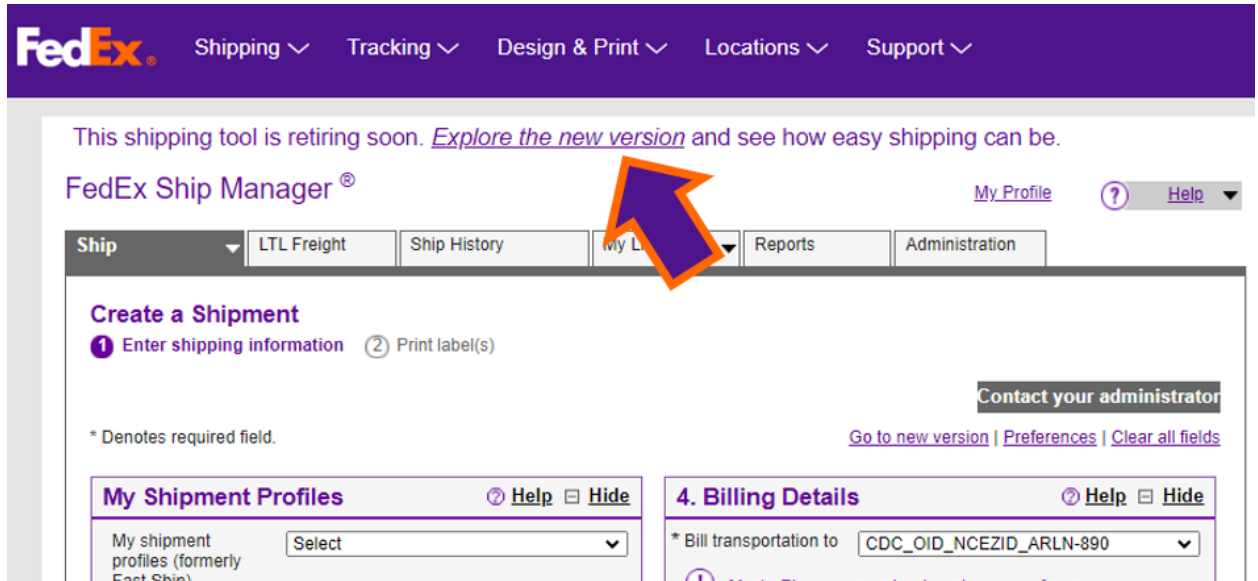 FedEx® Shipping Tracking Design & Print Locations Support
This shipping tool is retiring soon. Explore the new version and see how easy shipping can be.
FedEx Ship Manager ®
My Profile ? Help
Ship LTL Freight Ship History Reports Administration
Create a Shipment
1 Enter shipping information 2 Print label(s)
Contact your administrator
* Denotes required field.
Go to new version | Preferences | Clear all fields
My Shipment Profiles ? Help Hide
My shipment
profiles (formerly
Fast Ship)
Select
4. Billing Details ? Help Hide
* Bill transportation to CDC_OID_NCEZID_ARLN-890